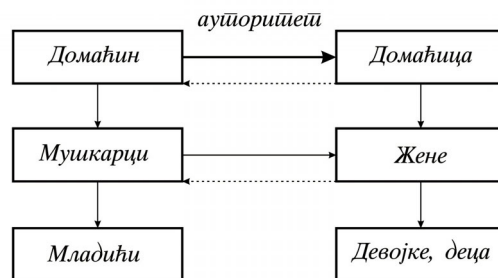 ауторитет
Домаћин
Домаћица
Мушкарци
Жене
Младићи
Девојке, деца